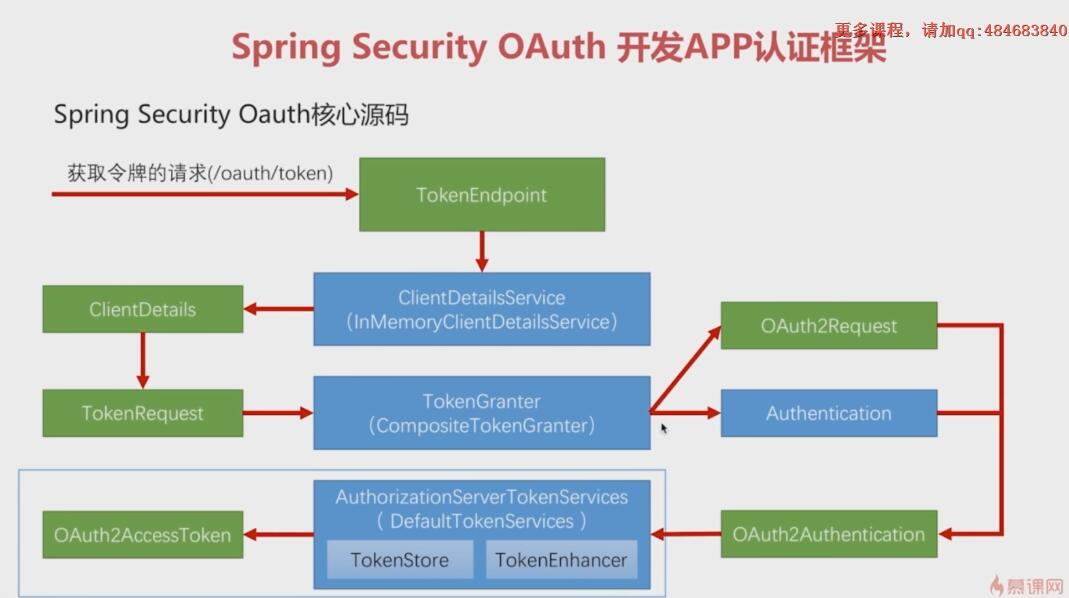 更多课程，请加qq:484683840
Spring Security OAuth 开发APP认证框架
Spring Security Oauth核心源码
获取令牌的请求(/oauth/token)
TokenEndpoint
ClientDetailsService
（InMemoryClientDetailsService）
ClientDetails
OAuth2Request
TokenRequest
TokenGranter
（CompositeTokenGranter）
Authentication
AuthorizationServerTokenServices
（ DefaultTokenServices ）
TokenStore
TokenEnhancer
OAuth2AccessToken
OAuth2Authentication
慕课网